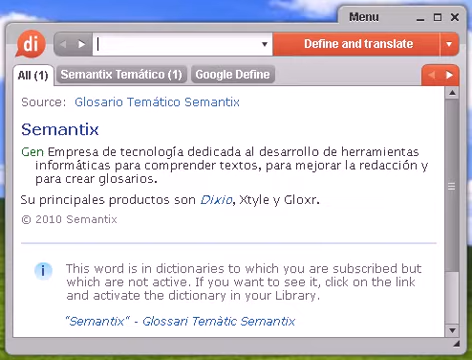 Menu
di
Define and translate
All (1)
Semantix Temático (1)
Google Define
Source: Glosario Temático Semantix
Semantix
Gen Empresa de tecnología dedicada al desarrollo de herramientas
informáticas para comprender textos, para mejorar la redacción y
para crear glosarios.
Su principales productos son Dixio, Xtyle y Gloxr.
© 2010 Semantix
This word is in dictionaries to which you are subscribed but
which are not active. If you want to see it, click on the link
and activate the dictionary in your Library.
"Semantix" - Glossari Temàtic Semantix